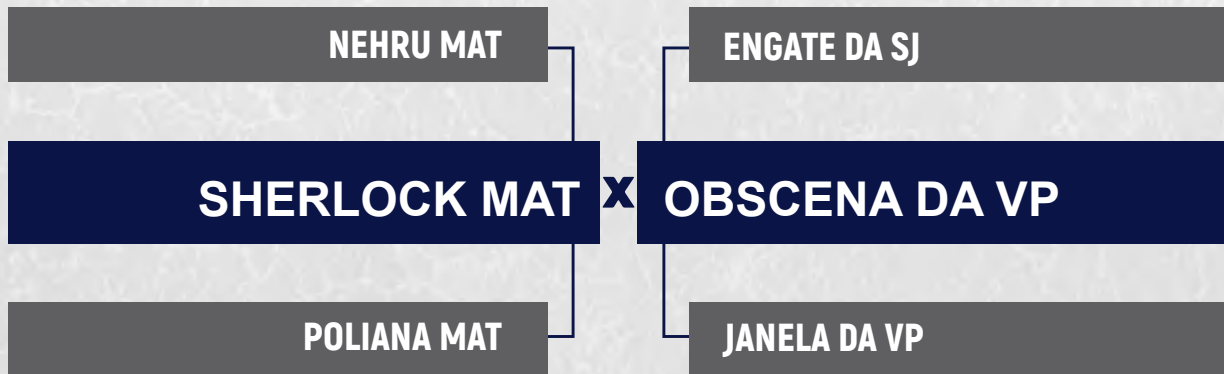 NEHRU MAT
ENGATE DA SJ
SHERLOCK MAT X OBSCENA DA VP
POLIANA MAT
JANELA DA VP